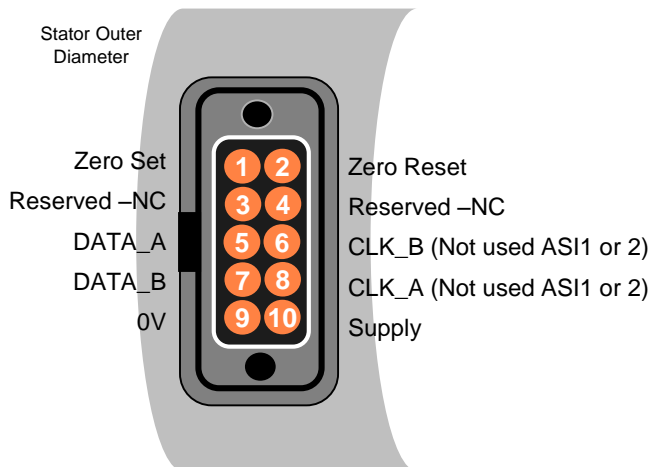 Stator Outer
Diameter
Zero Set 1 2 Zero Reset
Reserved –NC 3 4 Reserved –NC
DATA_A 5 6 CLK_B (Not used ASI1 or 2)
DATA_B 7 8 CLK_A (Not used ASI1 or 2)
0V 9 10 Supply